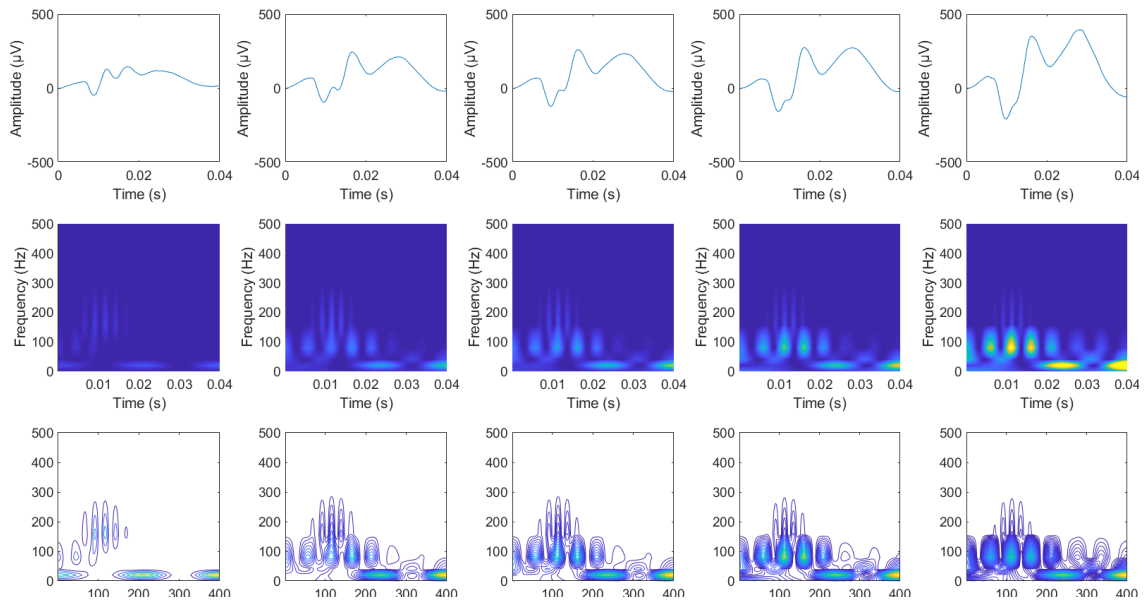 500 500 500 500 500
Amplitude (µV) Amplitude (µV) Amplitude (µV) Amplitude (µV) Amplitude (µV)
0 0 0 0 0
-500 -500 -500 -500 -500
0 0.02 0.04 0 0.02 0.04 0 0.02 0.04 0 0.02 0.04 0 0.02 0.04
Time (s) Time (s) Time (s) Time (s) Time (s)
500 500 500 500 500
400 400 400 400 400
Frequency (Hz) Frequency (Hz) Frequency (Hz) Frequency (Hz) Frequency (Hz)
300 300 300 300 300
200 200 200 200 200
100 100 100 100 100
0 0 0 0 0
0.01 0.02 0.03 0.04 0.01 0.02 0.03 0.04 0.01 0.02 0.03 0.04 0.01 0.02 0.03 0.04 0.01 0.02 0.03 0.04
Time (s) Time (s) Time (s) Time (s) Time (s)
500 500 500 500 500
400 400 400 400 400
300 300 300 300 300
200 200 200 200 200
100 100 100 100 100
0 0 0 0 0
100 200 300 400 100 200 300 400 100 200 300 400 100 200 300 400 100 200 300 400